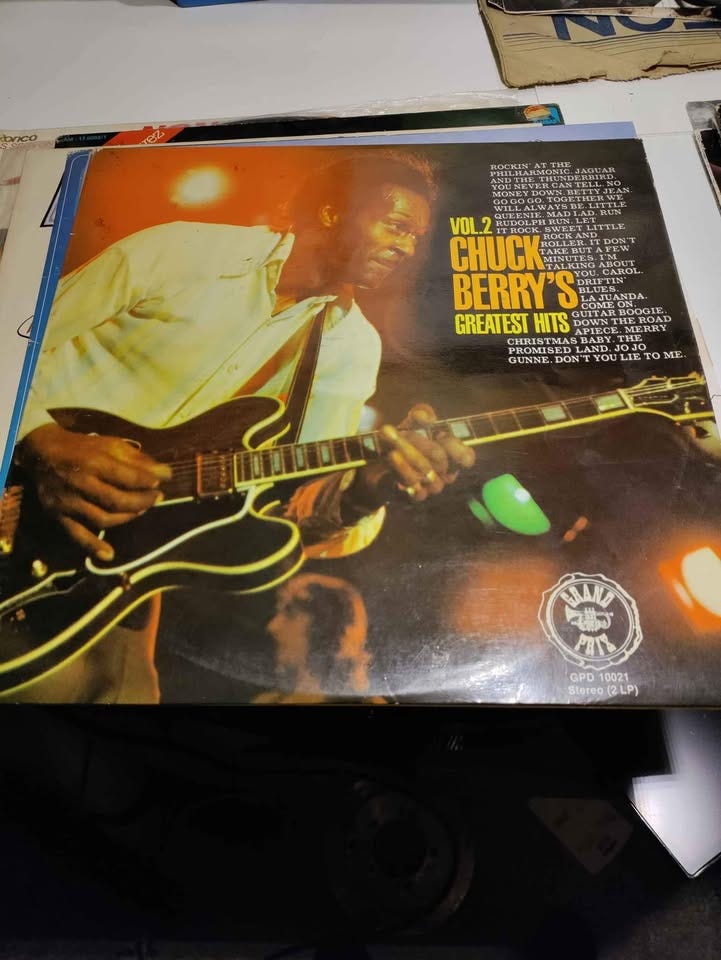 ROCKIN' AT THE
PHILHARMONIC. JAGUAR
AND THE THUNDERBIRD.
YOU NEVER CAN TELL. NO
MONEY DOWN. BETTY JEAN.
GO GO GO. TOGETHER WE
WILL ALWAYS BE. LITTLE
QUEENIE. MAD LAD. RUN
RUDOLPH RUN. LET
IT ROCK. SWEET LITTLE
ROCK AND
ROLLER. IT DON'T
TAKE BUT A FEW
MINUTES. I'M
TALKING ABOUT
YOU. CAROL.
DRIFTIN'
BLUES.
LA JUANDA.
COME ON.
GUITAR BOOGIE.
DOWN THE ROAD
APIECE. MERRY
CHRISTMAS BABY. THE
PROMISED LAND. JO JO
GUNNE. DON'T YOU LIE TO ME.
VOL.2
CHUCK
BERRY'S
GREATEST HITS
GRAND
PRIX
GPD 10021
Stereo (2 LP)